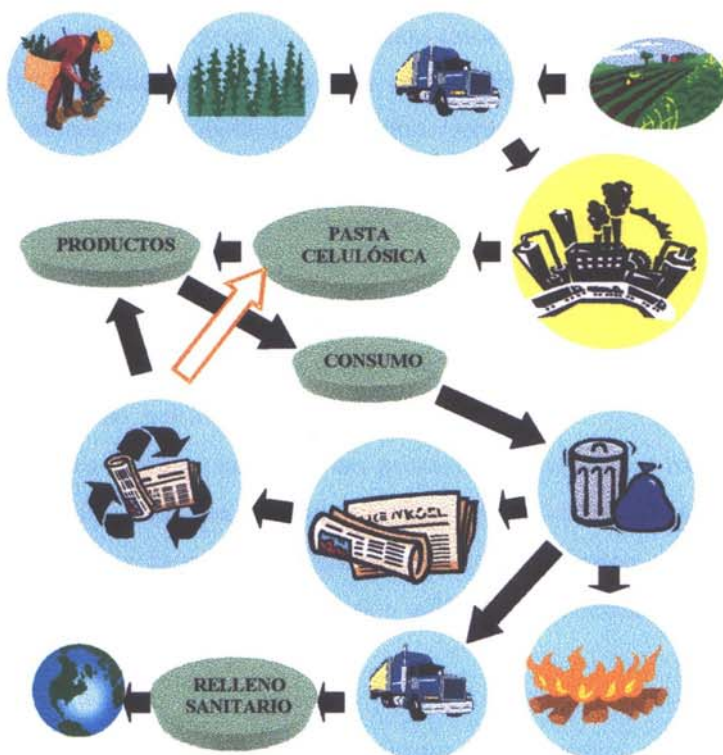 PRODUCTOS
PASTA
CELULÓSICA
CONSUMO
RELLENO
SANITARIO